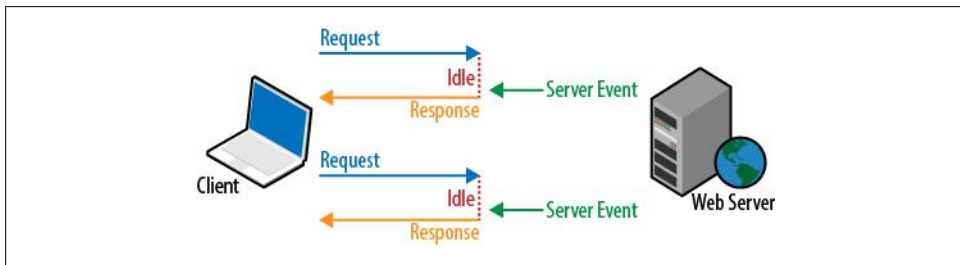 Request
Idle
Server Event
Response
Client
Request
Idle
Server Event
Response
Web Server